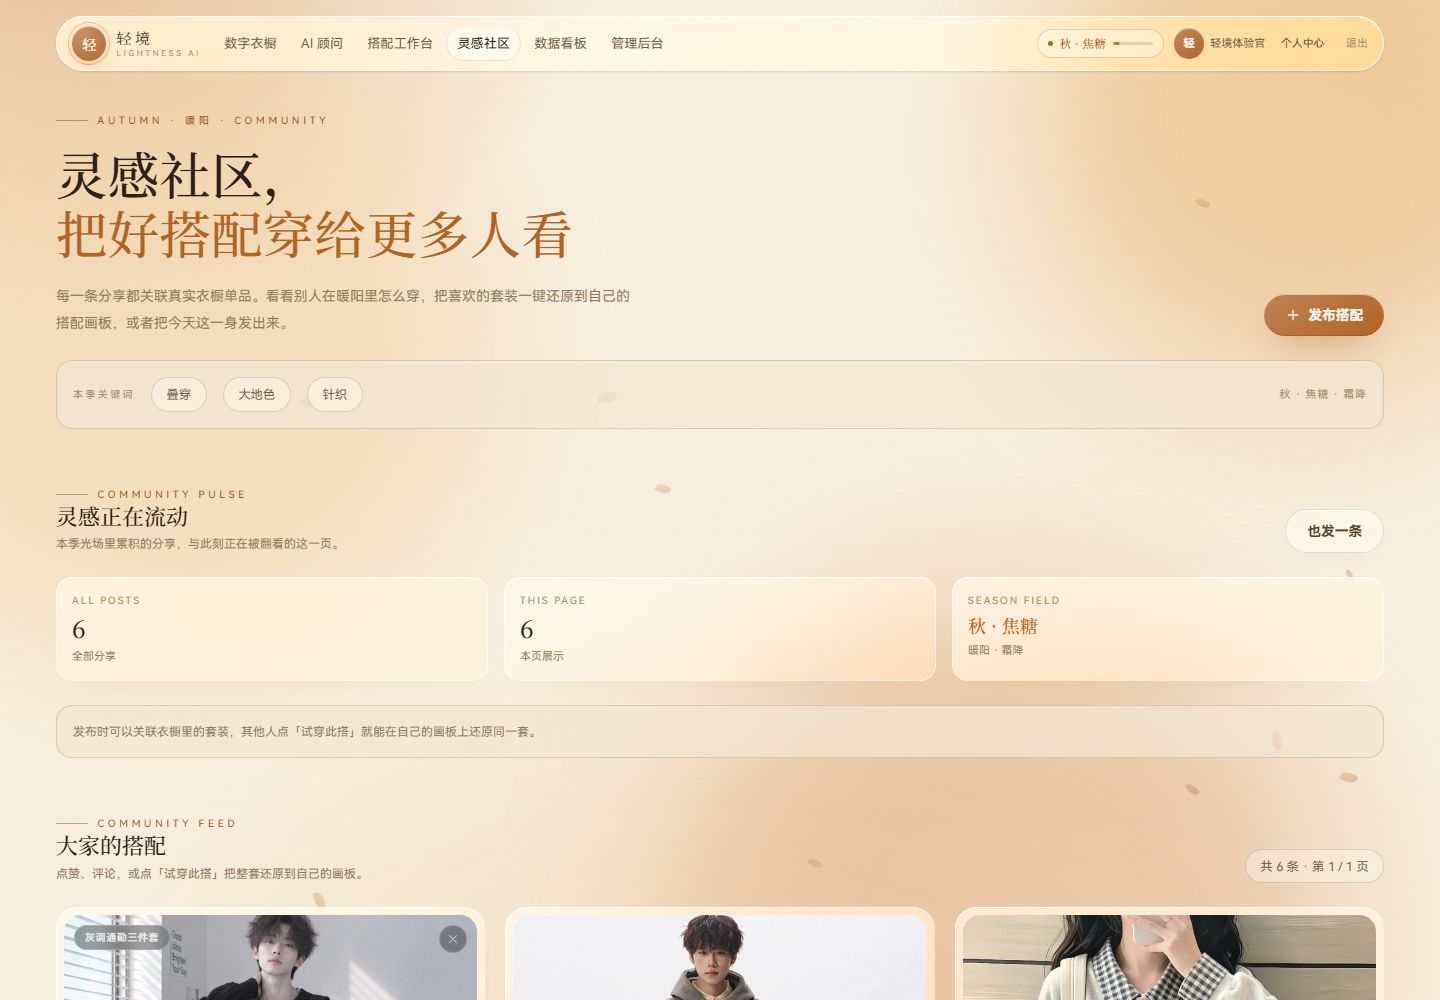 轻
轻境
LIGHTNESS AI
数字衣橱
AI 顾问
搭配工作台
灵感社区
数据看板
管理后台
秋 · 焦糖
轻
轻境体验官
个人中心
退出
AUTUMN · 暖阳 · COMMUNITY
灵感社区，
把好搭配穿给更多人看
每一条分享都关联真实衣橱单品。看看别人在暖阳里怎么穿，把喜欢的套装一键还原到自己的
搭配画板，或者把今天这一身发出来。
＋ 发布搭配
本季关键词
叠穿
大地色
针织
秋 · 焦糖 · 霜降
COMMUNITY PULSE
灵感正在流动
本季光场里累积的分享，与此刻正在被翻看的这一页。
也发一条
ALL POSTS
6
全部分享
THIS PAGE
6
本页展示
SEASON FIELD
秋 · 焦糖
暖阳 · 霜降
发布时可以关联衣橱里的套装，其他人点「试穿此搭」就能在自己的画板上还原同一套。
COMMUNITY FEED
大家的搭配
点赞、评论，或点「试穿此搭」把整套还原到自己的画板。
共 6 条 · 第 1 / 1 页
灰调通勤三件套